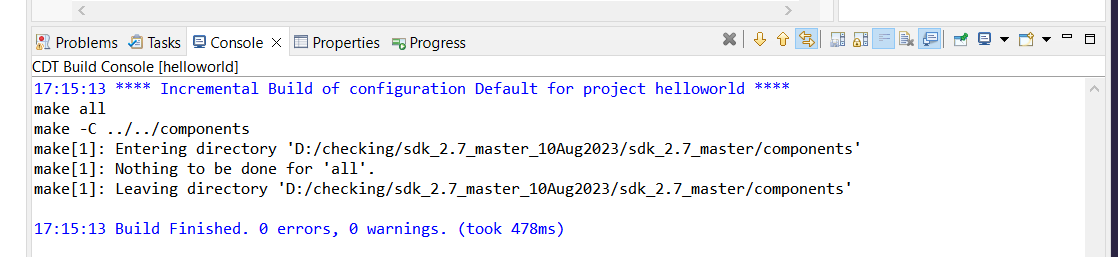 Problems Tasks Console Properties Progress
CDT Build Console [helloworld]
17:15:13 **** Incremental Build of configuration Default for project helloworld ****
make all
make -C ../../components
make[1]: Entering directory 'D:/checking/sdk_2.7_master_10Aug2023/sdk_2.7_master/components'
make[1]: Nothing to be done for 'all'.
make[1]: Leaving directory 'D:/checking/sdk_2.7_master_10Aug2023/sdk_2.7_master/components'
17:15:13 Build Finished. 0 errors, 0 warnings. (took 478ms)